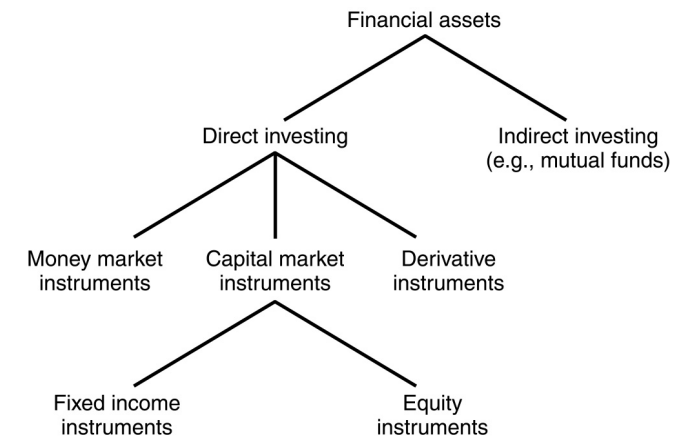 Financial assets
Direct investing
Indirect investing
(e.g., mutual funds)
Money market
instruments
Capital market
instruments
Derivative
instruments
Fixed income
instruments
Equity
instruments